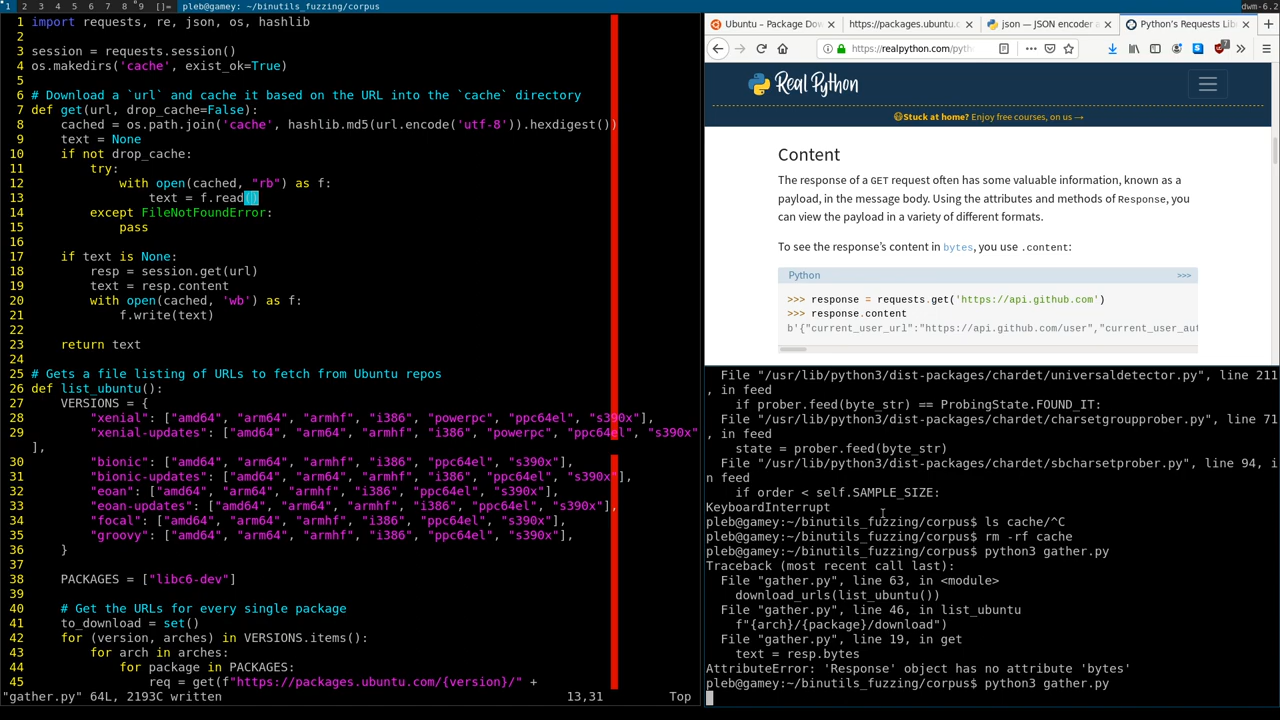 1 2 3 4 5 6 7 8 9 []= pleb@gamey: ~/binutils_fuzzing/corpus dwm-6.2
1 import requests, re, json, os, hashlib
2
3 session = requests.session()
4 os.makedirs('cache', exist_ok=True)
5
6 # Download a `url` and cache it based on the URL into the `cache` directory
7 def get(url, drop_cache=False):
8     cached = os.path.join('cache', hashlib.md5(url.encode('utf-8')).hexdigest())
9     text = None
10     if not drop_cache:
11         try:
12             with open(cached, "rb") as f:
13                 text = f.read()
14         except FileNotFoundError:
15             pass
16
17     if text is None:
18         resp = session.get(url)
19         text = resp.content
20         with open(cached, 'wb') as f:
21             f.write(text)
22
23     return text
24
25 # Gets a file listing of URLs to fetch from Ubuntu repos
26 def list_ubuntu():
27     VERSIONS = {
28         "xenial": ["amd64", "arm64", "armhf", "i386", "powerpc", "ppc64el", "s390x"],
29         "xenial-updates": ["amd64", "arm64", "armhf", "i386", "powerpc", "ppc64el", "s390x"
],
30         "bionic": ["amd64", "arm64", "armhf", "i386", "ppc64el", "s390x"],
31         "bionic-updates": ["amd64", "arm64", "armhf", "i386", "ppc64el", "s390x"],
32         "eoan": ["amd64", "arm64", "armhf", "i386", "ppc64el", "s390x"],
33         "eoan-updates": ["amd64", "arm64", "armhf", "i386", "ppc64el", "s390x"],
34         "focal": ["amd64", "arm64", "armhf", "i386", "ppc64el", "s390x"],
35         "groovy": ["amd64", "arm64", "armhf", "i386", "ppc64el", "s390x"],
36     }
37
38     PACKAGES = ["libc6-dev"]
39
40     # Get the URLs for every single package
41     to_download = set()
42     for (version, arches) in VERSIONS.items():
43         for arch in arches:
44             for package in PACKAGES:
45                 req = get(f"https://packages.ubuntu.com/{version}/" +
"gather.py" 64L, 2193C written 13,31 Top
Ubuntu – Package Dow
https://packages.ubuntu.c
json — JSON encoder a
Python's Requests Lib
https://realpython.com/pyth
Real Python
Stuck at home? Enjoy free courses, on us →
Content
The response of a GET request often has some valuable information, known as a
payload, in the message body. Using the attributes and methods of Response, you
can view the payload in a variety of different formats.
To see the response's content in bytes, you use .content:
Python >>>
>>> response = requests.get('https://api.github.com')
>>> response.content
b'{"current_user_url":"https://api.github.com/user","current_user_aut
File "/usr/lib/python3/dist-packages/chardet/universaldetector.py", line 211
, in feed
if prober.feed(byte_str) == ProbingState.FOUND_IT:
File "/usr/lib/python3/dist-packages/chardet/charsetgroupprober.py", line 71
, in feed
state = prober.feed(byte_str)
File "/usr/lib/python3/dist-packages/chardet/sbcharsetprober.py", line 94, i
n feed
if order < self.SAMPLE_SIZE:
KeyboardInterrupt
pleb@gamey:~/binutils_fuzzing/corpus$ ls cache/^C
pleb@gamey:~/binutils_fuzzing/corpus$ rm -rf cache
pleb@gamey:~/binutils_fuzzing/corpus$ python3 gather.py
Traceback (most recent call last):
File "gather.py", line 63, in <module>
download_urls(list_ubuntu())
File "gather.py", line 46, in list_ubuntu
f"{arch}/{package}/download")
File "gather.py", line 19, in get
text = resp.bytes
AttributeError: 'Response' object has no attribute 'bytes'
pleb@gamey:~/binutils_fuzzing/corpus$ python3 gather.py